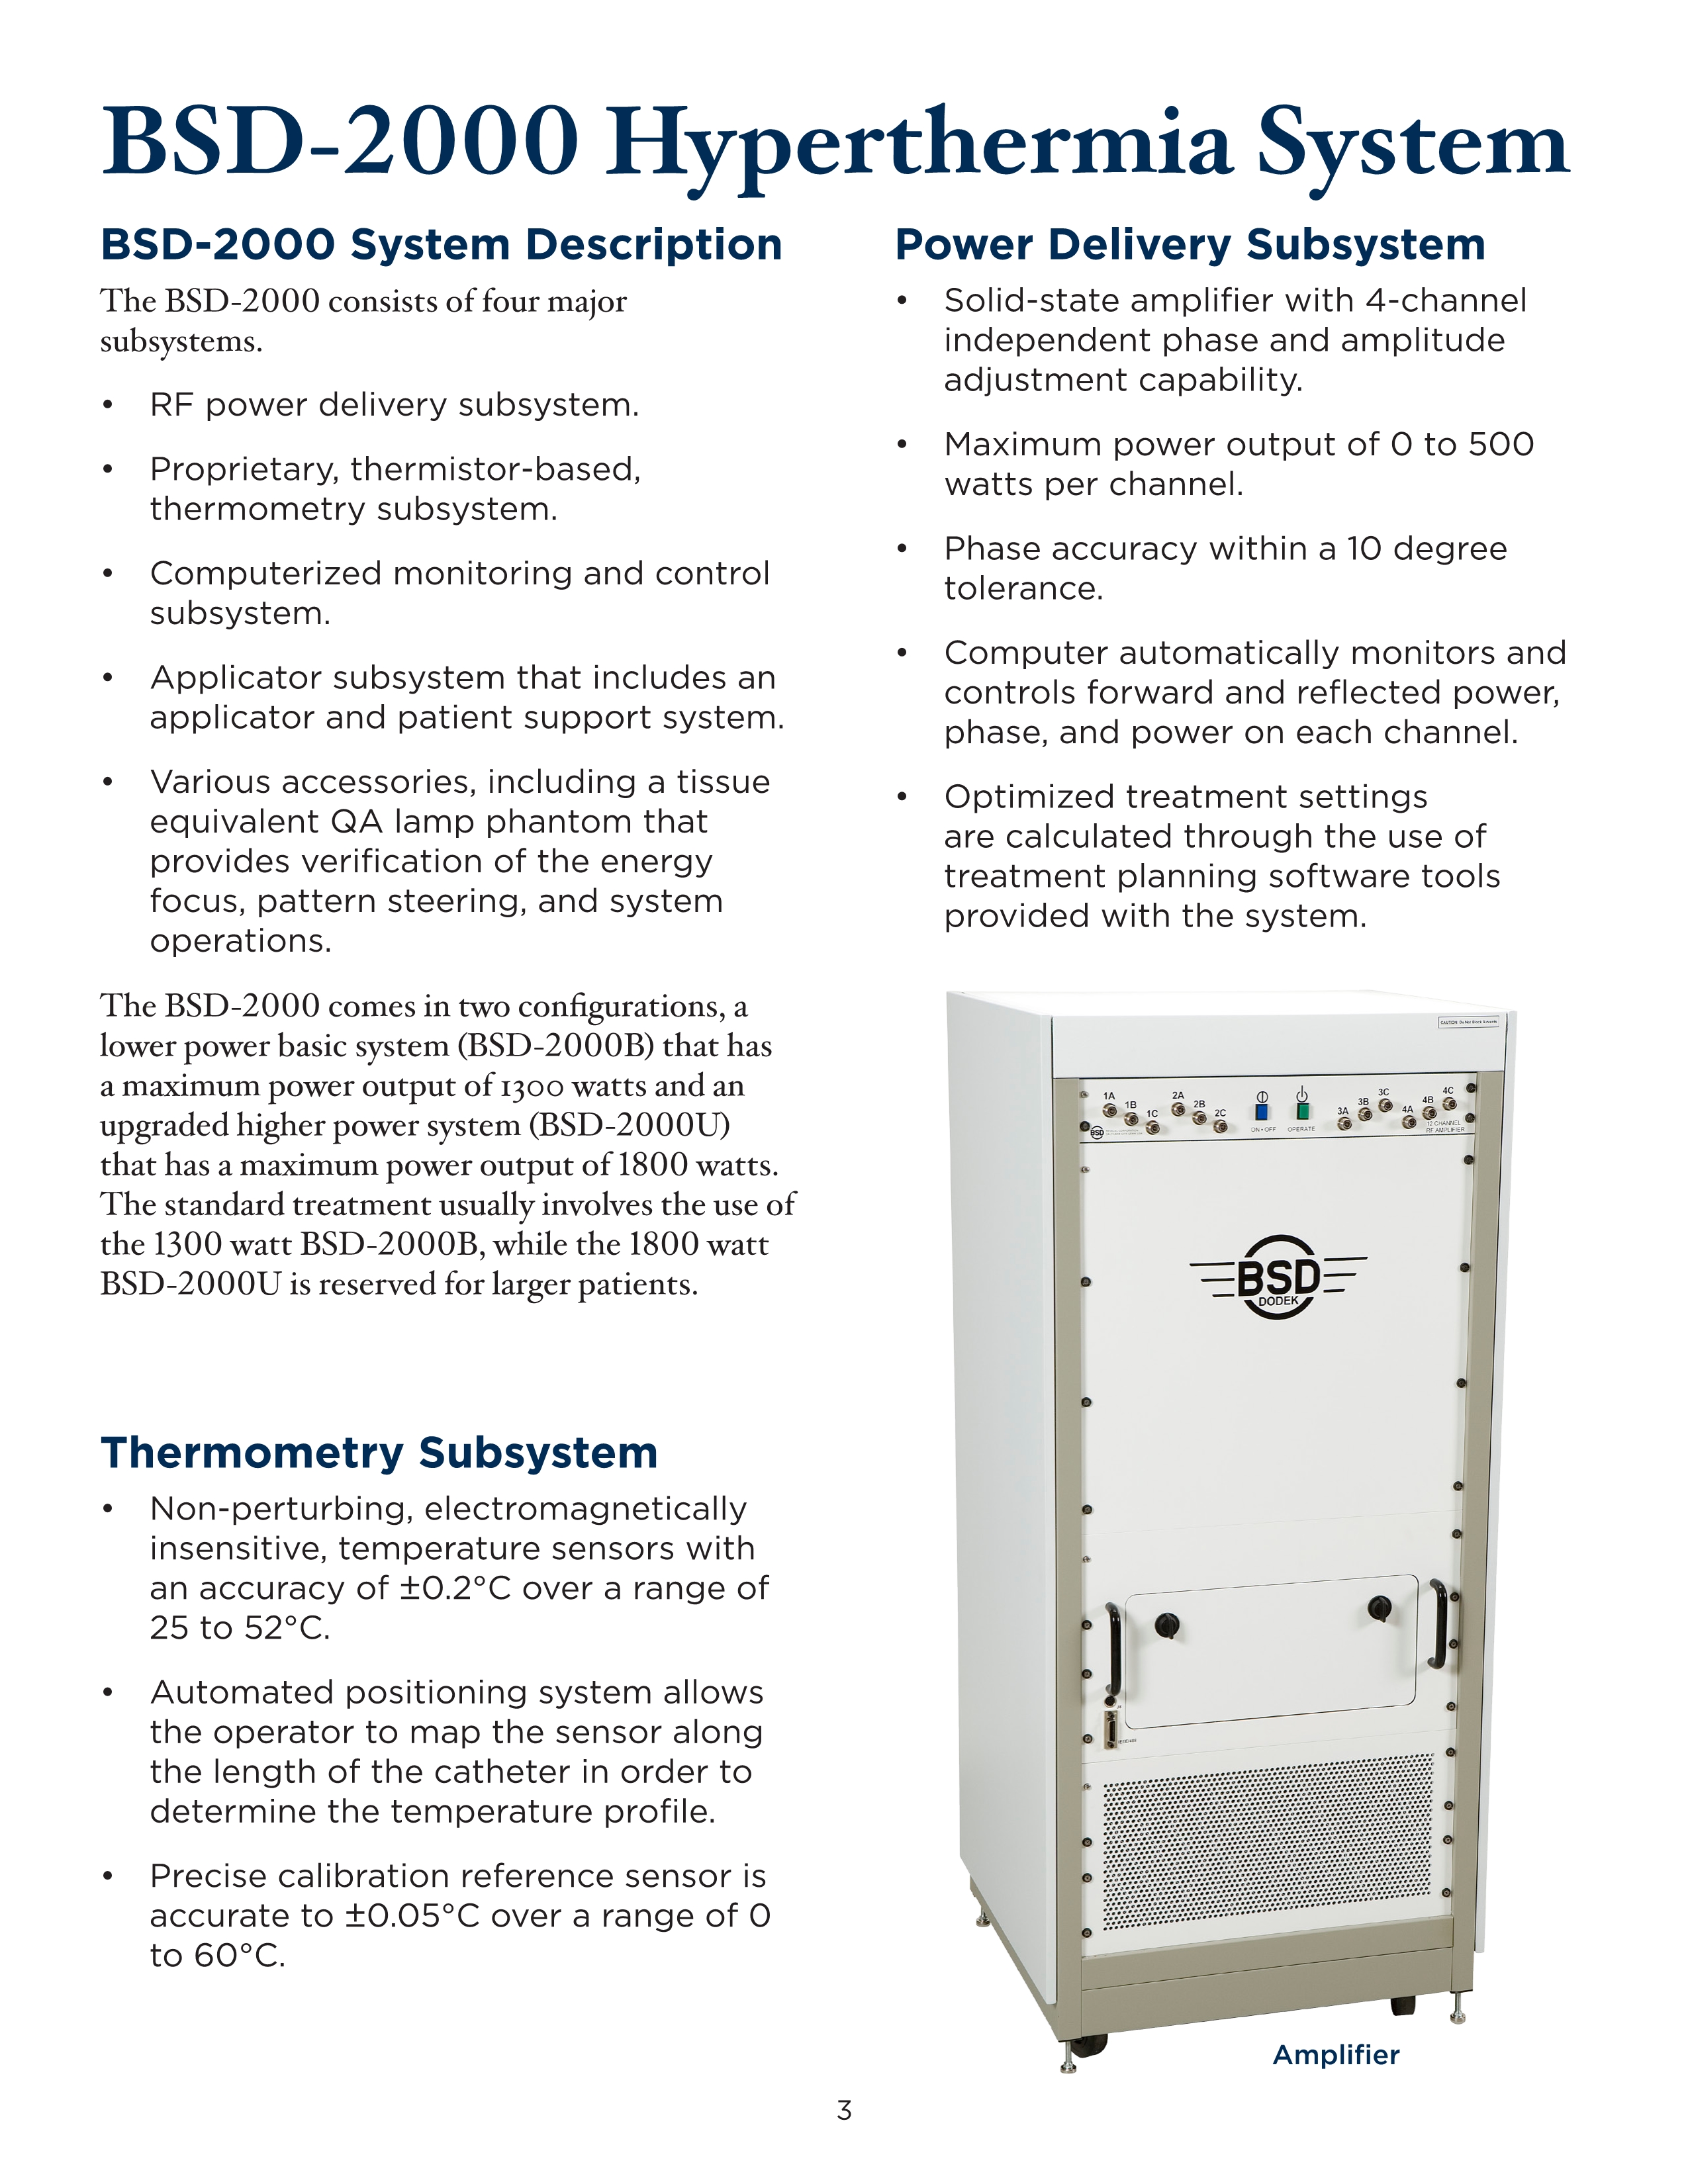 BSD-2000 Hyperthermia System
BSD-2000 System Description
The BSD-2000 consists of four major
subsystems.
• RF power delivery subsystem.
• Proprietary, thermistor-based,
thermometry subsystem.
• Computerized monitoring and control
subsystem.
• Applicator subsystem that includes an
applicator and patient support system.
• Various accessories, including a tissue
equivalent QA lamp phantom that
provides verification of the energy
focus, pattern steering, and system
operations.
The BSD-2000 comes in two configurations, a
lower power basic system (BSD-2000B) that has
a maximum power output of 1300 watts and an
upgraded higher power system (BSD-2000U)
that has a maximum power output of 1800 watts.
The standard treatment usually involves the use of
the 1300 watt BSD-2000B, while the 1800 watt
BSD-2000U is reserved for larger patients.
Thermometry Subsystem
• Non-perturbing, electromagnetically
insensitive, temperature sensors with
an accuracy of ±0.2°C over a range of
25 to 52°C.
• Automated positioning system allows
the operator to map the sensor along
the length of the catheter in order to
determine the temperature profile.
• Precise calibration reference sensor is
accurate to ±0.05°C over a range of 0
to 60°C.
Power Delivery Subsystem
• Solid-state amplifier with 4-channel
independent phase and amplitude
adjustment capability.
• Maximum power output of 0 to 500
watts per channel.
• Phase accuracy within a 10 degree
tolerance.
• Computer automatically monitors and
controls forward and reflected power,
phase, and power on each channel.
• Optimized treatment settings
are calculated through the use of
treatment planning software tools
provided with the system.
1A 1B 1C 2A 2B 2C
ON • OFF OPERATE
3A 3B 3C 4A 4B 4C
12 CHANNEL
RF AMPLIFIER
BSD
BSD
DODEK
Amplifier
3